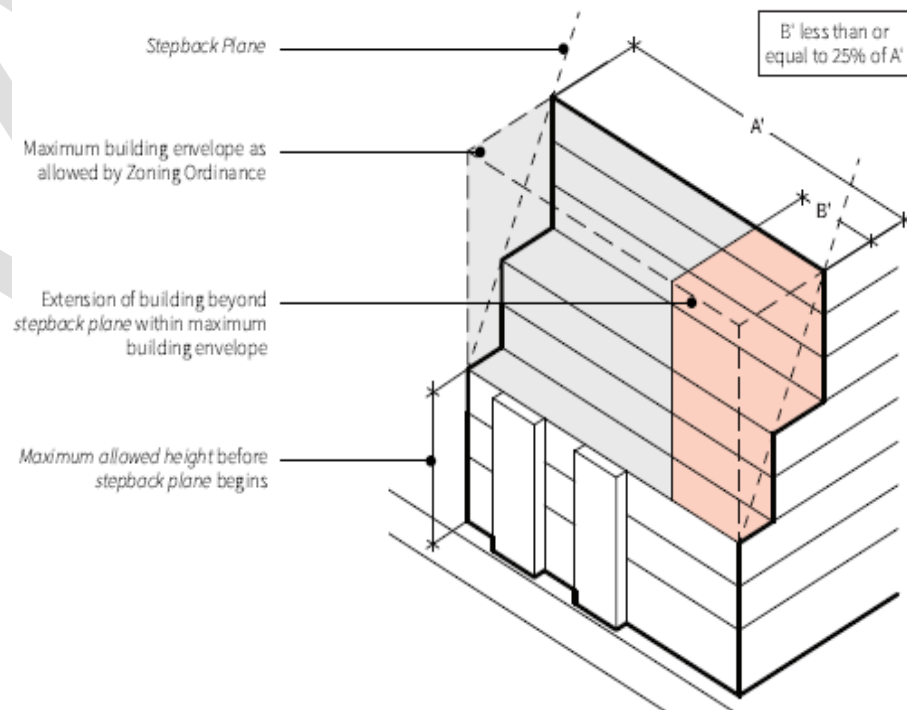 B' less than or
equal to 25% of A'
Stepback Plane
A'
Maximum building envelope as
allowed by Zoning Ordinance
B'
Extension of building beyond
stepback plane within maximum
building envelope
Maximum allowed height before
stepback plane begins